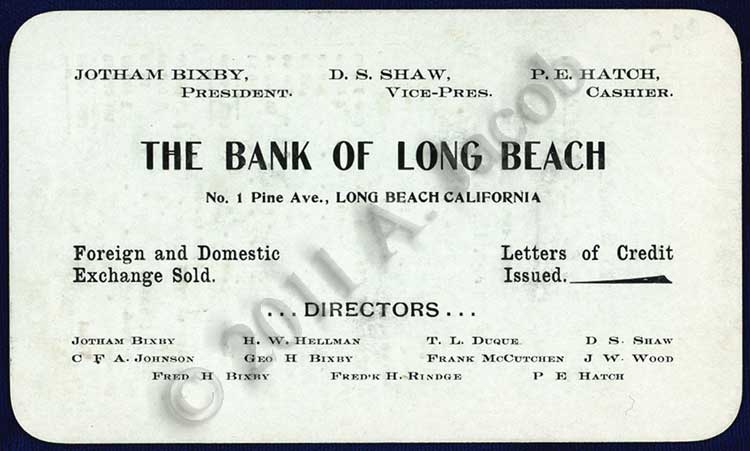 JOTHAM BIXBY, D. S. SHAW, P. E. HATCH,
PRESIDENT. VICE-PRES. CASHIER.
THE BANK OF LONG BEACH
No. 1 Pine Ave., LONG BEACH CALIFORNIA
Foreign and Domestic Letters of Credit
Exchange Sold. Issued.
... DIRECTORS ...
JOTHAM BIXBY H. W. HELLMAN T. L. DUQUE D S. SHAW
C F A. JOHNSON GEO H BIXBY FRANK MCCUTCHEN J W. WOOD
FRED H BIXBY FRED'K H. RINDGE P E HATCH
© 2011 A. Jacob